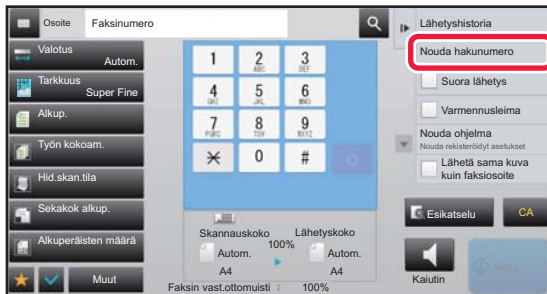 Osoite
Faksinumero
Valotus
Autom.
Tarkkuus
Super Fine
Alkup.
Työn kokoam.
Hid.skan.tila
Sekakok alkup.
Alkuperäisten määrä
Muut
1
2
ABC
3
DEF
4
GHI
5
JKL
6
MNO
7
PQRS
8
TUV
9
WXYZ
0
#
C
Skannauskoko
100%
Lähetyskoko
Autom.
A4
Autom.
A4
Faksin vast.ottomuisti : 100%
Lähetyshistoria
Nouda hakunumero
Suora lähetys
Varmennusleima
Nouda ohjelma
Nouda rekisteröidyt asetukset
Lähetä sama kuva
kuin faksiosoite
Esikatselu
CA
Kaiutin
Aloita